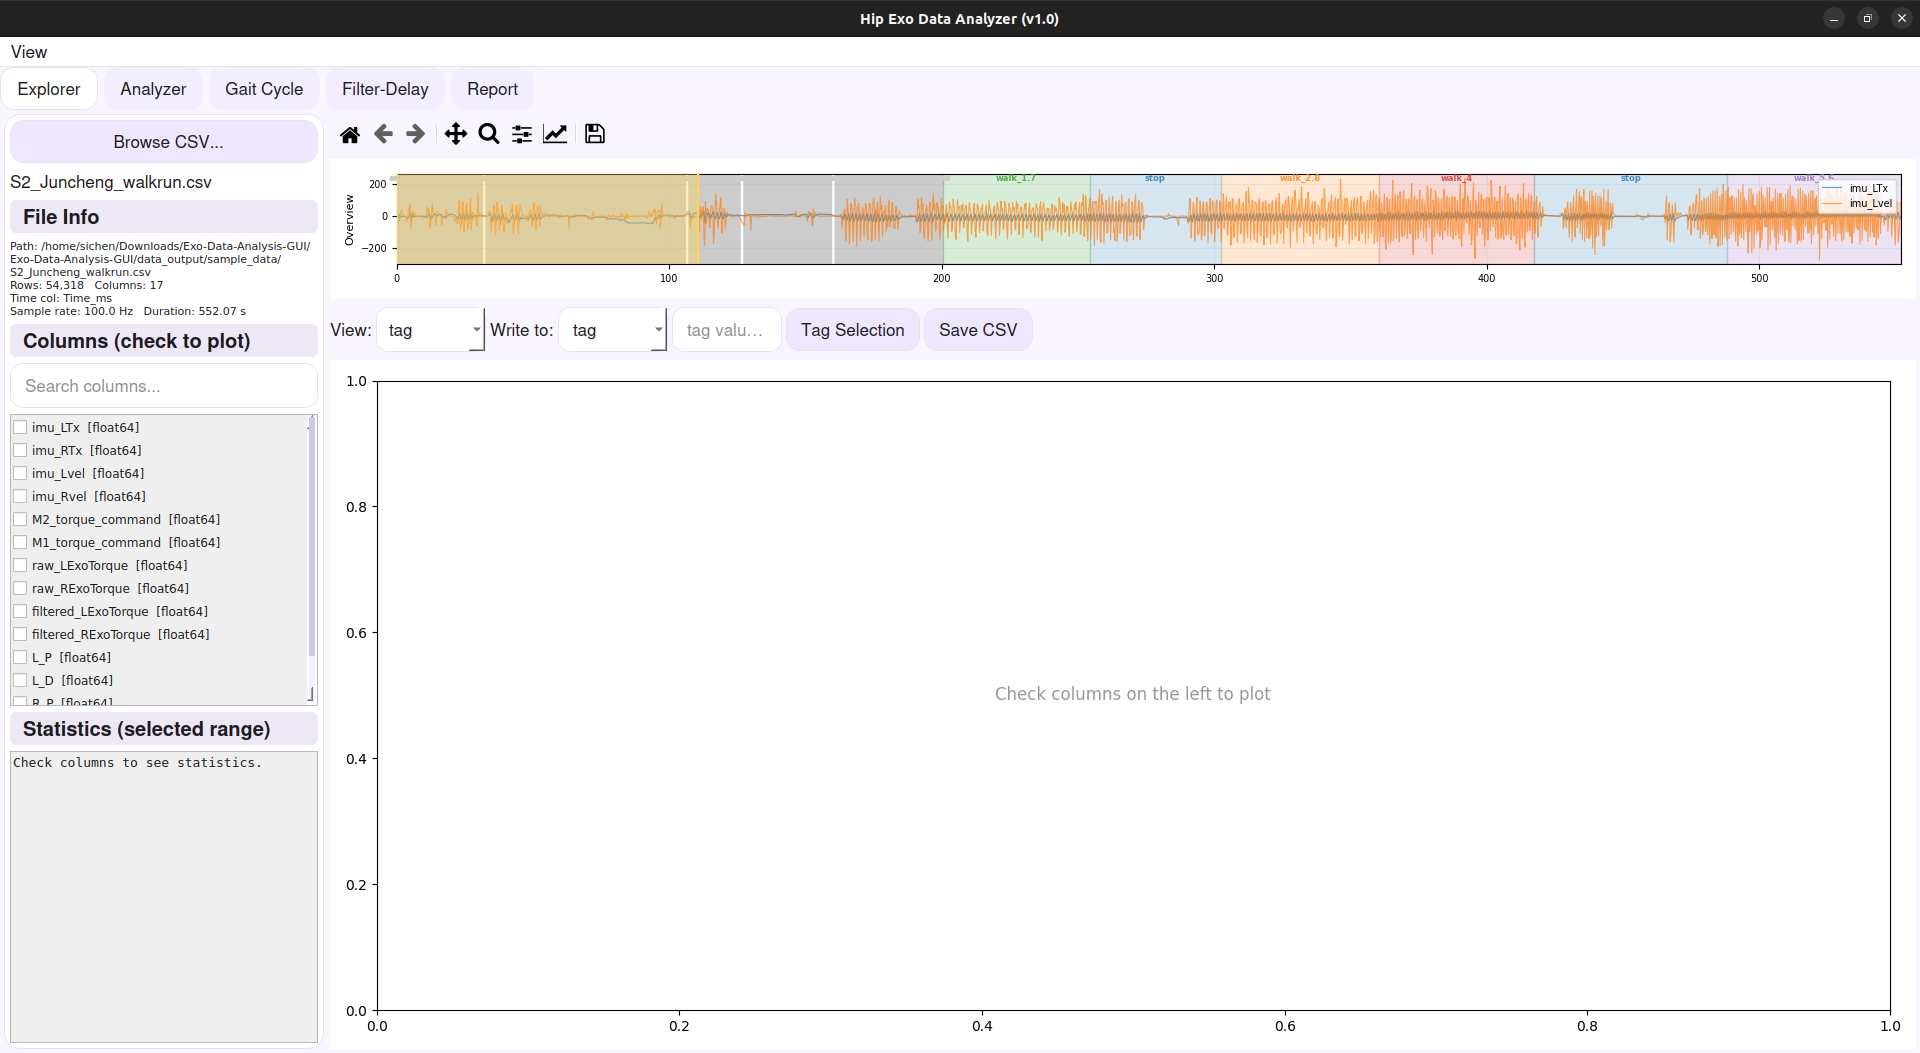 Hip Exo Data Analyzer (v1.0)
View
Explorer
Analyzer
Gait Cycle
Filter-Delay
Report
Browse CSV...
S2_Juncheng_walkrun.csv
File Info
Path: /home/sichen/Downloads/Exo-Data-Analysis-GUI/
Exo-Data-Analysis-GUI/data_output/sample_data/
S2_Juncheng_walkrun.csv
Rows: 54,318 Columns: 17
Time col: Time_ms
Sample rate: 100.0 Hz Duration: 552.07 s
Columns (check to plot)
Search columns...
imu_LTx [float64]
imu_RTx [float64]
imu_Lvel [float64]
imu_Rvel [float64]
M2_torque_command [float64]
M1_torque_command [float64]
raw_LExoTorque [float64]
raw_RExoTorque [float64]
filtered_LExoTorque [float64]
filtered_RExoTorque [float64]
L_P [float64]
L_D [float64]
R_P [float64]
Statistics (selected range)
Check columns to see statistics.
Overview
200
0
−200
walk_1.7
stop
walk_2.8
walk_4
stop
imu_LTx
imu_Lvel
0
100
200
300
400
500
View:
tag
Write to:
tag
tag valu...
Tag Selection
Save CSV
1.0
0.8
0.6
0.4
0.2
0.0
Check columns on the left to plot
0.0
0.2
0.4
0.6
0.8
1.0